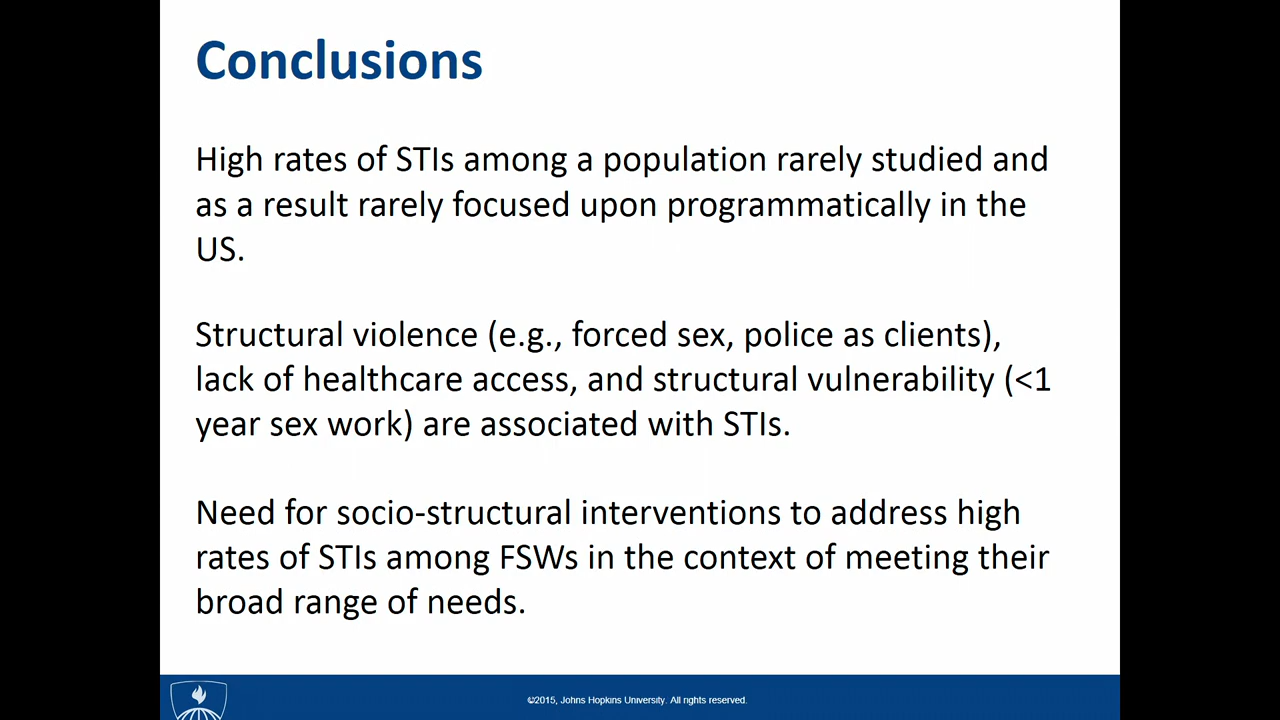 Conclusions
High rates of STIs among a population rarely studied and
as a result rarely focused upon programmatically in the
US.
Structural violence (e.g., forced sex, police as clients),
lack of healthcare access, and structural vulnerability (<1
year sex work) are associated with STIs.
Need for socio-structural interventions to address high
rates of STIs among FSWs in the context of meeting their
broad range of needs.
©2015, Johns Hopkins University. All rights reserved.